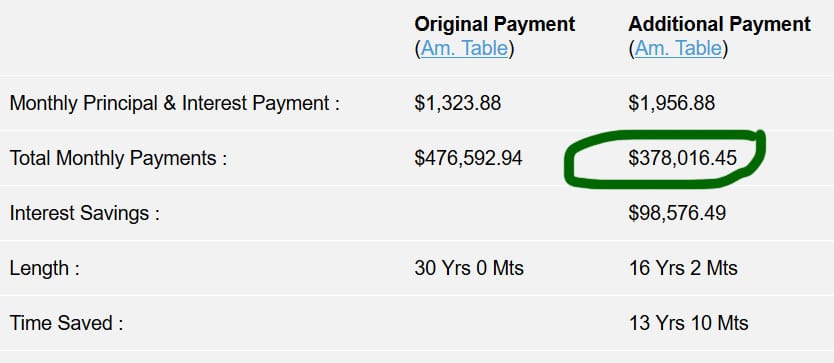 Original Payment Additional Payment
(Am. Table) (Am. Table)
Monthly Principal & Interest Payment : $1,323.88 $1,956.88
Total Monthly Payments : $476,592.94 $378,016.45
Interest Savings : $98,576.49
Length : 30 Yrs 0 Mts 16 Yrs 2 Mts
Time Saved : 13 Yrs 10 Mts